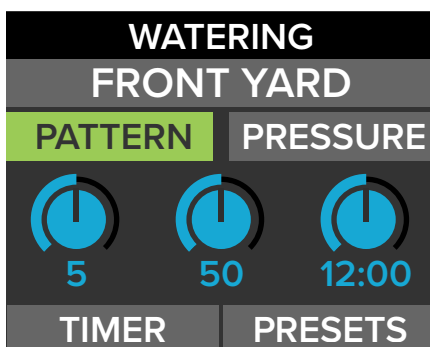 WATERING
FRONT YARD
PATTERN PRESSURE
5 50 12:00
TIMER PRESETS